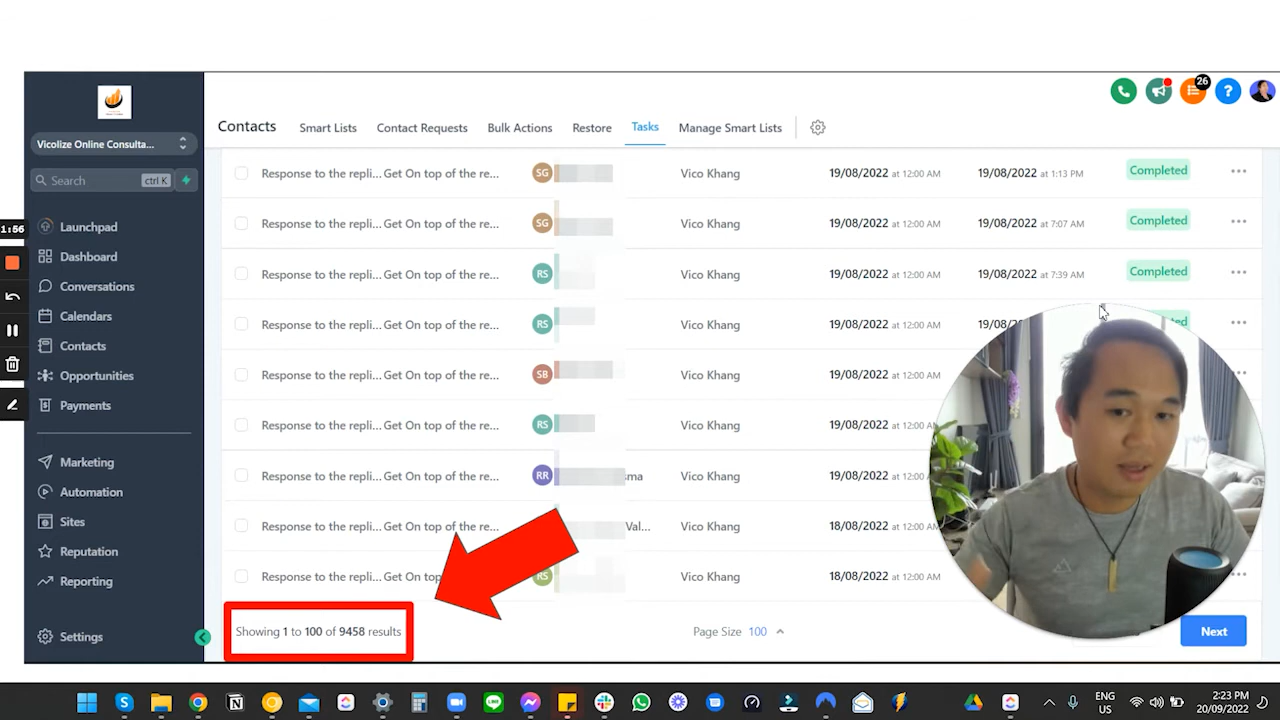 26
Contacts Smart Lists Contact Requests Bulk Actions Restore Tasks Manage Smart Lists
Vicolize Online Consulta...
Search ctrl K
1:56
Launchpad
Dashboard
Conversations
Calendars
Contacts
Opportunities
Payments
Marketing
Automation
Sites
Reputation
Reporting
Settings
Response to the repli... Get On top of the re... SG Vico Khang 19/08/2022 at 12:00 AM 19/08/2022 at 1:13 PM Completed
Response to the repli... Get On top of the re... SG Vico Khang 19/08/2022 at 12:00 AM 19/08/2022 at 7:07 AM Completed
Response to the repli... Get On top of the re... RS Vico Khang 19/08/2022 at 12:00 AM 19/08/2022 at 7:39 AM Completed
Response to the repli... Get On top of the re... RS Vico Khang 19/08/2022 at 12:00 AM 19/08/2
Response to the repli... Get On top of the re... SB Vico Khang 19/08/2022 at 12:00 AM
Response to the repli... Get On top of the re... RS Vico Khang 19/08/2022 at 12:00 AM
Response to the repli... Get On top of the re... RR sma Vico Khang 19/08/2022 at 12:00 AM
Response to the repli... Get On top of the re... Val... Vico Khang 18/08/2022 at 12:00 AM
Response to the repli... Get On top RS Vico Khang 18/08/2022 at 12:00 AM
Showing 1 to 100 of 9458 results Page Size 100 Next
ENG
US
2:23 PM
20/09/2022